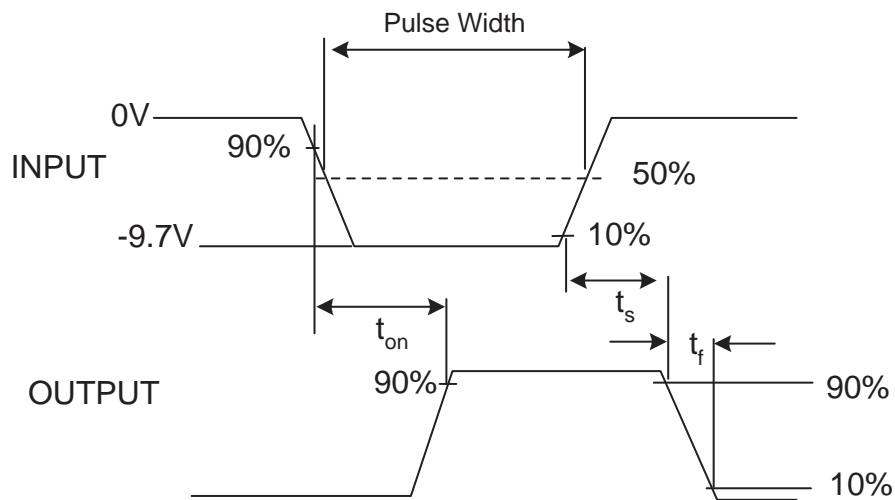 Pulse Width
0V
90%
INPUT
50%
-9.7V
10%
ts
ton
tf
90%
90%
OUTPUT
10%